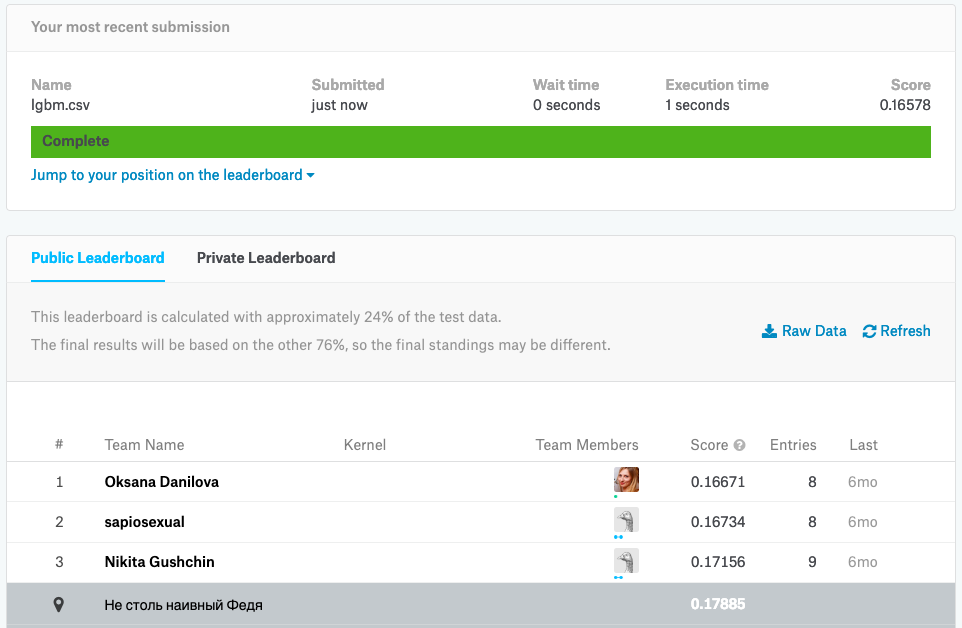 Your most recent submission
Name Submitted Wait time Execution time Score
lgbm.csv just now 0 seconds 1 seconds 0.16578
Complete
Jump to your position on the leaderboard
Public Leaderboard Private Leaderboard
This leaderboard is calculated with approximately 24% of the test data.
The final results will be based on the other 76%, so the final standings may be different.
Raw Data Refresh
# Team Name Kernel Team Members Score ? Entries Last
1 Oksana Danilova 0.16671 8 6mo
2 sapiosexual 0.16734 8 6mo
3 Nikita Gushchin 0.17156 9 6mo
Не столь наивный Федя 0.17885